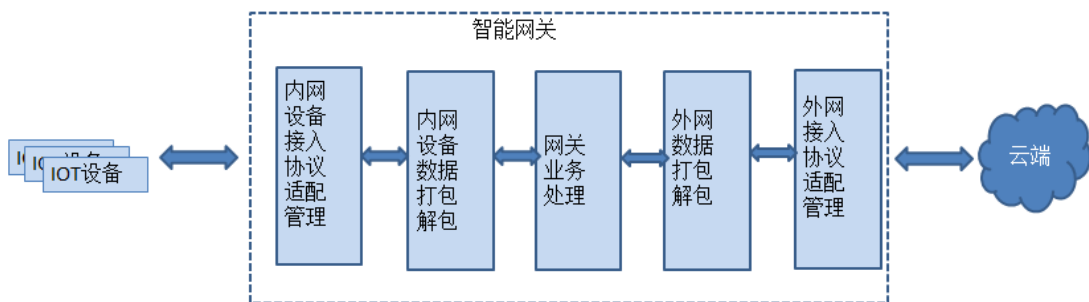 智能网关
IOT设备
内网
设备
接入
协议
适配
管理
内网
设备
数据
打包
解包
网关
业务
处理
外网
数据
打包
解包
外网
接入
协议
适配
管理
云端